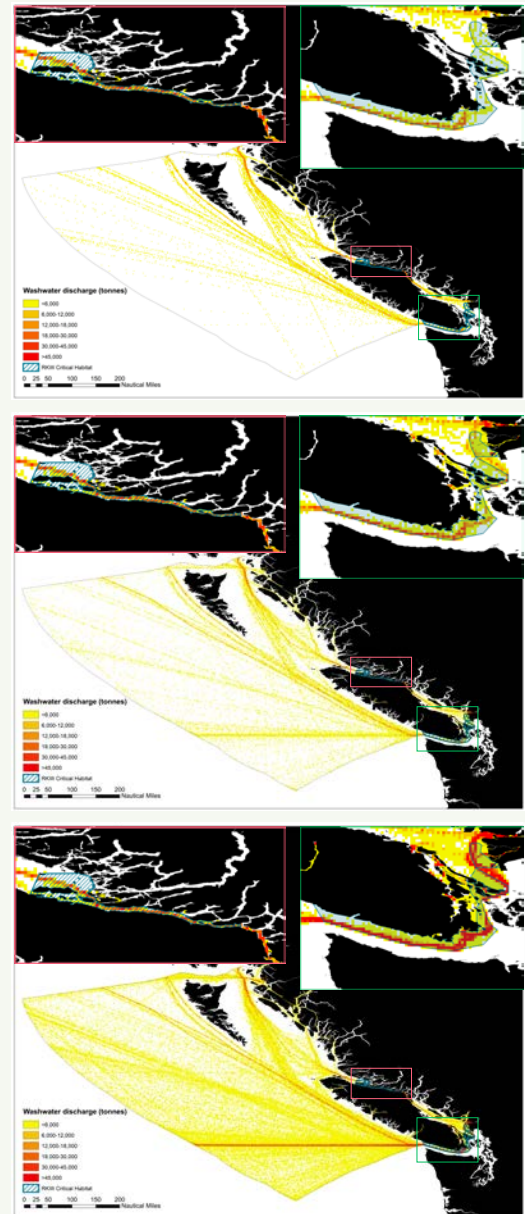 Washwater discharge (tonnes)
<6,000
6,000-12,000
12,000-18,000
18,000-30,000
30,000-45,000
>45,000
RKW Critical Habitat
0 25 50 100 150 200
Nautical Miles
Washwater discharge (tonnes)
<6,000
6,000-12,000
12,000-18,000
18,000-30,000
30,000-45,000
>45,000
RKW Critical Habitat
0 25 50 100 150 200
Nautical Miles
Washwater discharge (tonnes)
<6,000
6,000-12,000
12,000-18,000
18,000-30,000
30,000-45,000
>45,000
RKW Critical Habitat
0 25 50 100 150 200
Nautical Miles